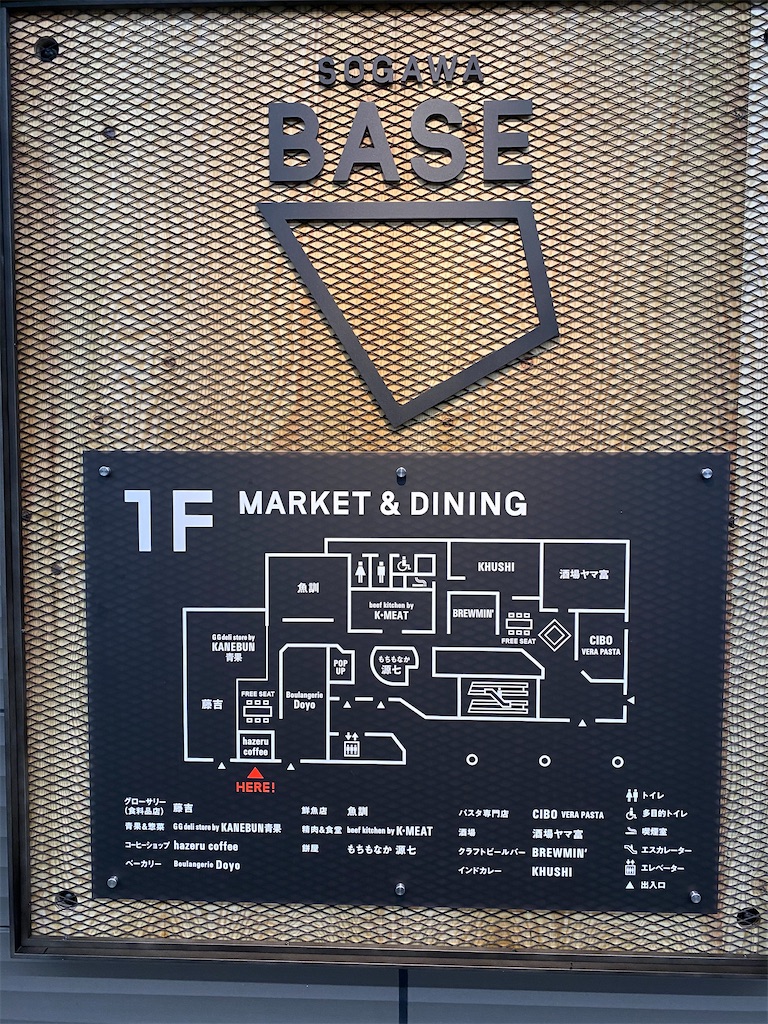 SOGAWA
BASE
1F MARKET & DINING
魚訓
KHUSHI
酒場ヤマ富
beef kitchen by
K・MEAT
BREWMIN'
FREE SEAT
CIBO
VERA PASTA
GG deli store by
KANEBUN
青果
POP
UP
もちもなか
源七
藤吉
FREE SEAT
Boulangerie
Doyo
hazeru
coffee
HERE!
グローサリー
(食料品店) 藤吉
青果&惣菜 GG deli store by KANEBUN青果
コーヒーショップ hazeru coffee
ベーカリー Boulangerie Doyo
鮮魚店 魚訓
精肉&食堂 beef kitchen by K・MEAT
餅屋 もちもなか 源七
パスタ専門店 CIBO VERA PASTA
酒場 酒場ヤマ富
クラフトビールバー BREWMIN'
インドカレー KHUSHI
トイレ
多目的トイレ
喫煙室
エスカレーター
エレベーター
出入口